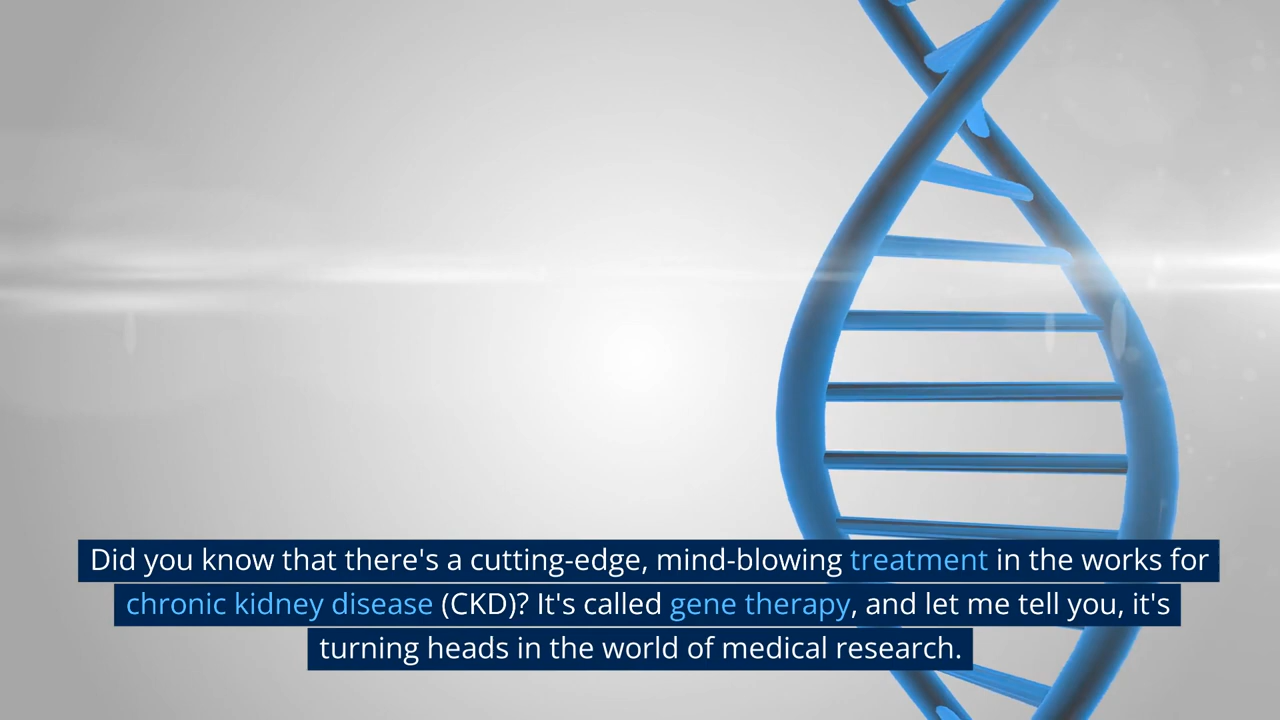 Did you know that there's a cutting-edge, mind-blowing treatment in the works for
chronic kidney disease (CKD)? It's called gene therapy, and let me tell you, it's
turning heads in the world of medical research.